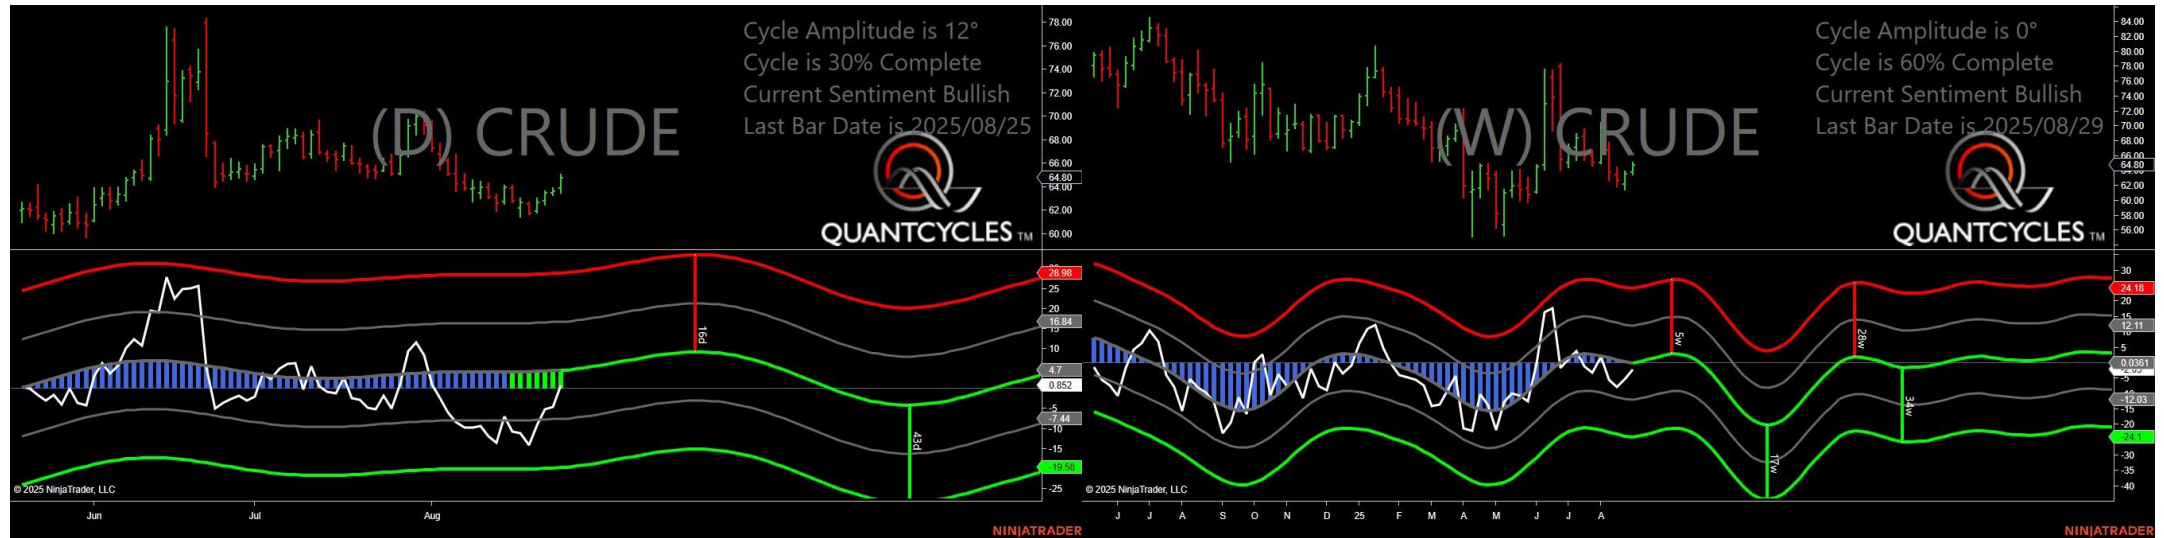 Cycle Amplitude is 12°
Cycle is 30% Complete
Current Sentiment Bullish
Last Bar Date is 2025/08/25
(D) CRUDE
QUANTCYCLES TM
78.00
76.00
74.00
72.00
70.00
68.00
66.00
64.80
64.00
62.00
60.00
28.98
25
20
16.84
15
10
4.7
0.852
-5
-7.44
-10
-15
-19.58
-25
16d
43d
© 2025 NinjaTrader, LLC
Jun
Jul
Aug
NINJATRADER
Cycle Amplitude is 0°
Cycle is 60% Complete
Current Sentiment Bullish
Last Bar Date is 2025/08/29
(W) CRUDE
QUANTCYCLES TM
84.00
82.00
80.00
78.00
76.00
74.00
72.00
70.00
68.00
66.00
64.80
62.00
60.00
58.00
56.00
30
24.18
20
15
12.11
5
0.0361
-5
-12.03
-15
-20
-24.1
-30
-35
-40
5w
28w
17w
34w
© 2025 NinjaTrader, LLC
J
J
A
S
O
N
D
25
F
M
A
M
J
J
A
NINJATRADER